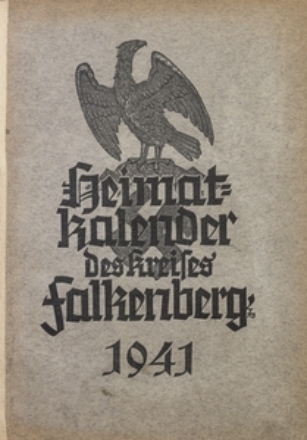 Heimat=
kalender
des Kreises
Falkenberg %
1941